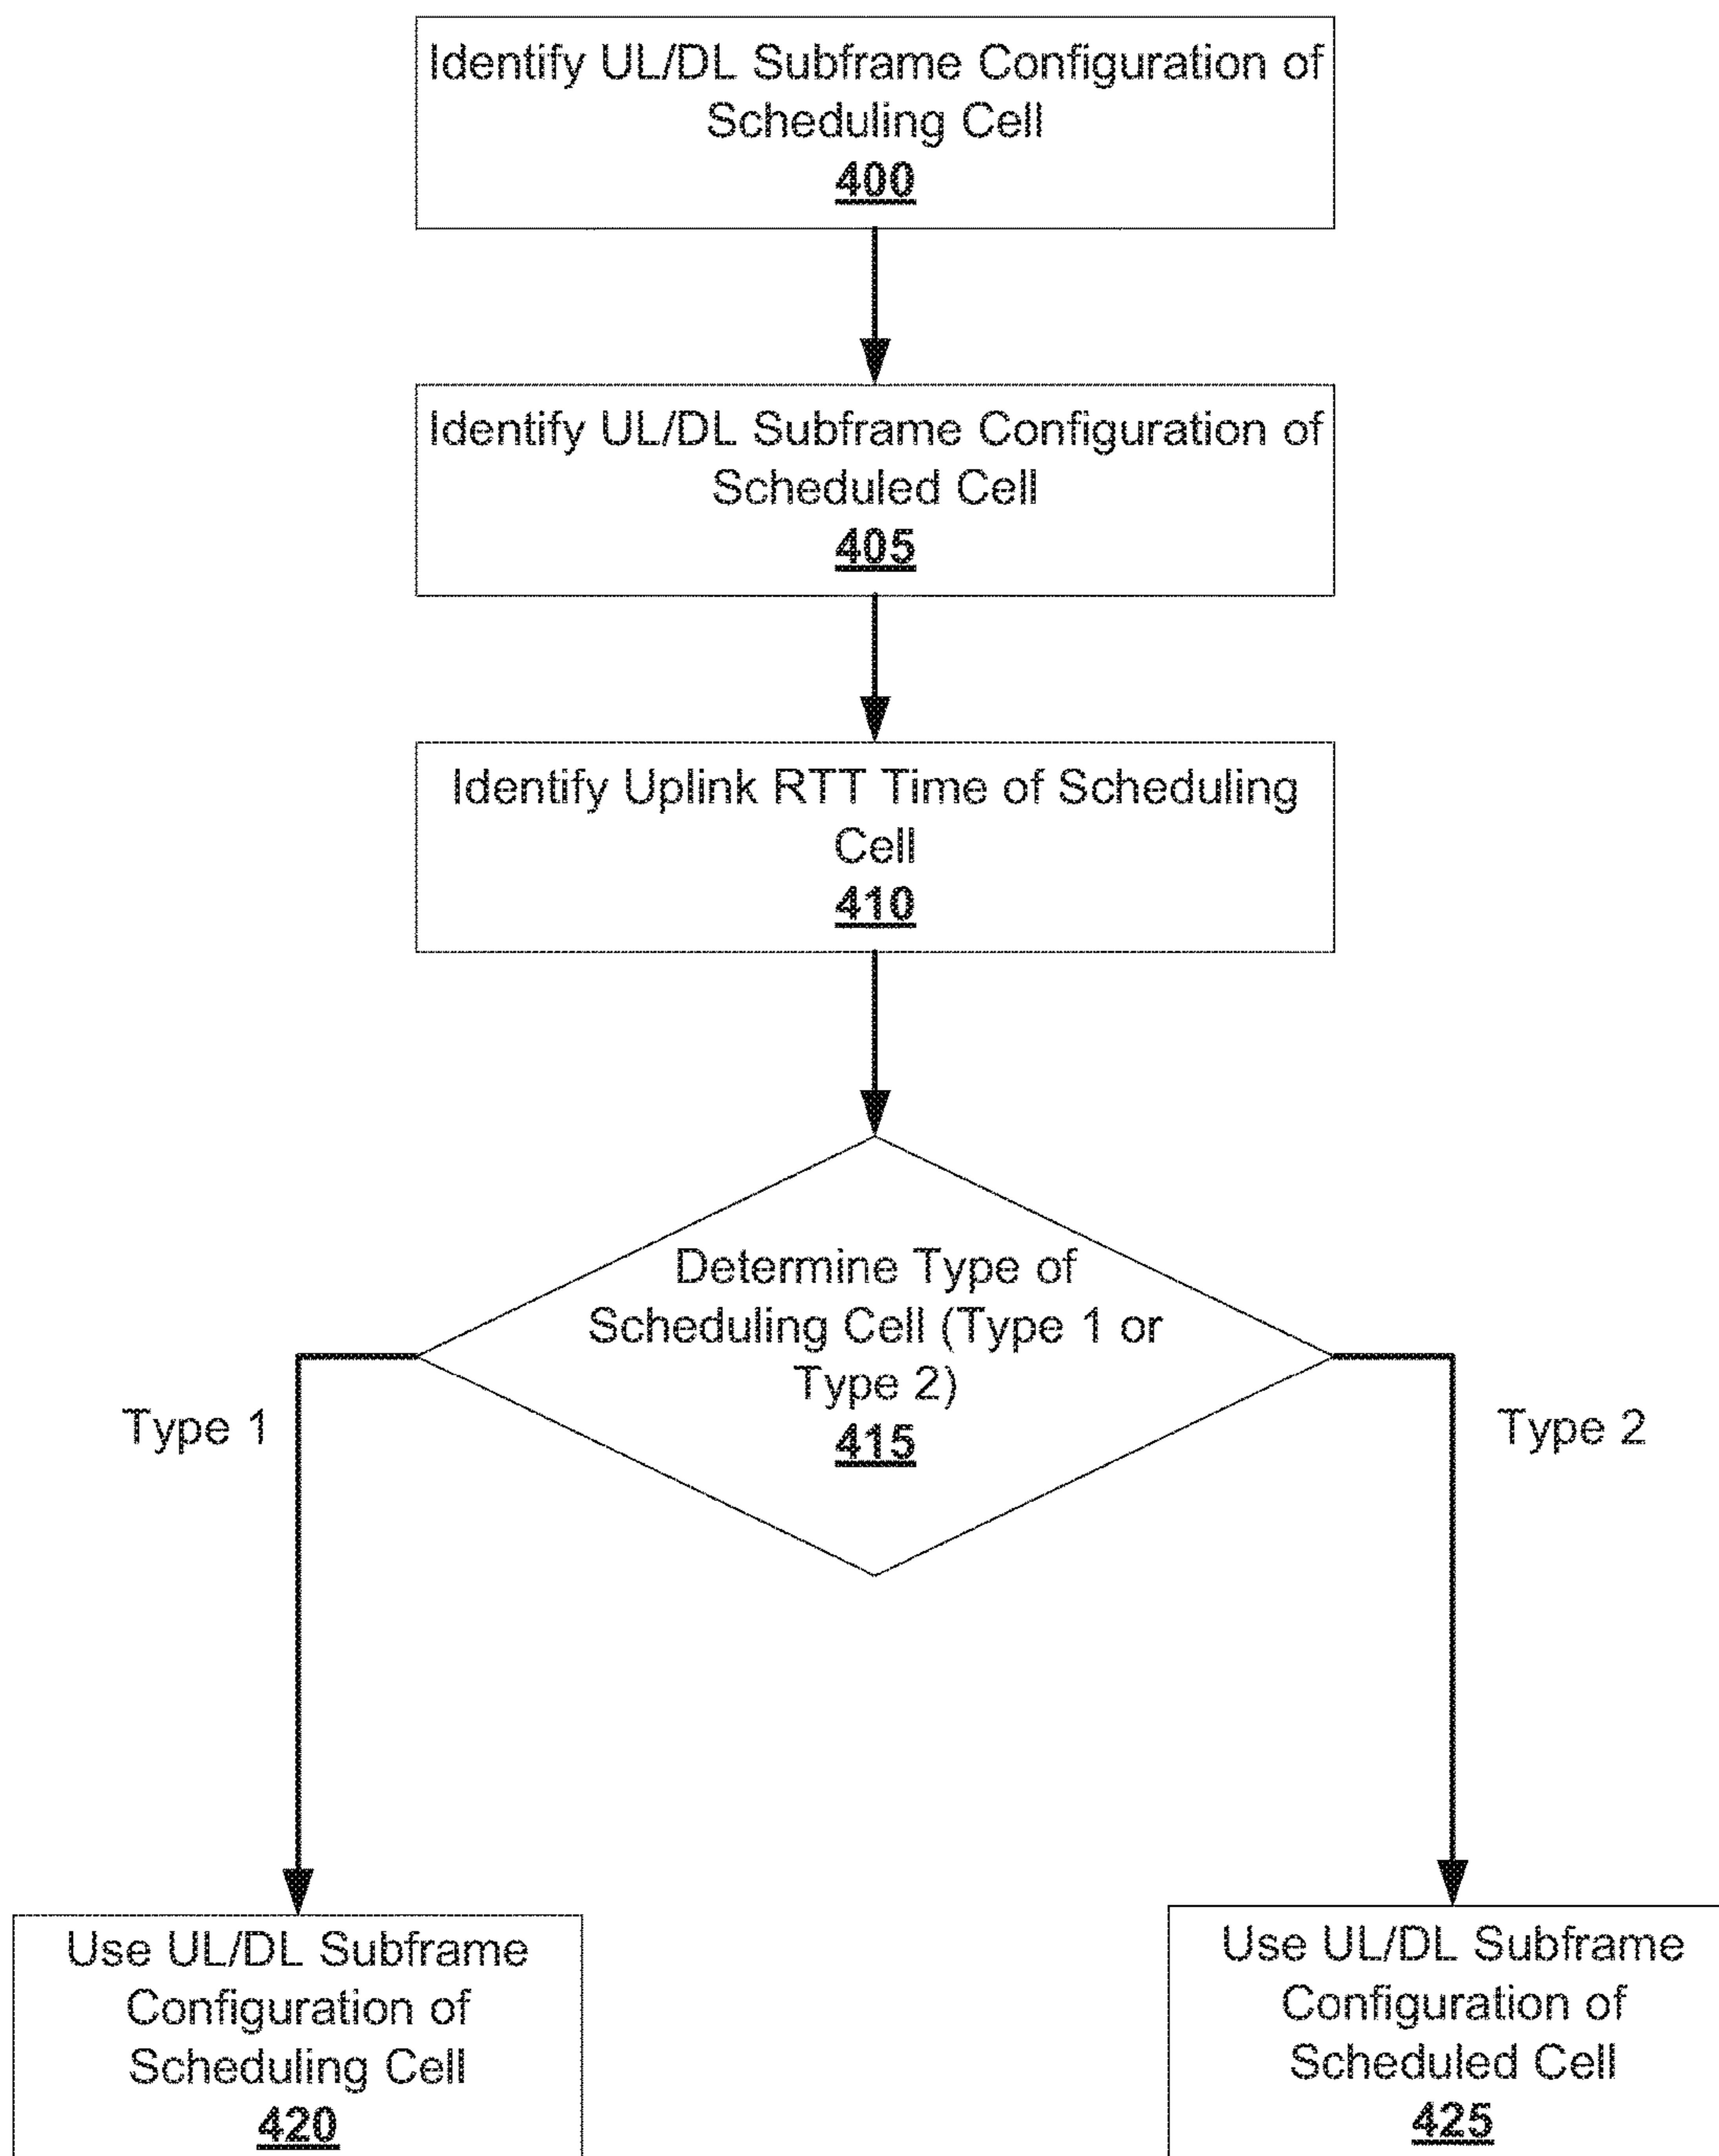 Identify UL/DL Subframe Configuration of
Scheduling Cell
400
Identify UL/DL Subframe Configuration of
Scheduled Cell
405
Identify Uplink RTT Time of Scheduling
Cell
410
Determine Type of
Scheduling Cell (Type 1 or
Type 2)
415
Type 1
Type 2
Use UL/DL Subframe
Configuration of
Scheduling Cell
420
Use UL/DL Subframe
Configuration of
Scheduled Cell
425